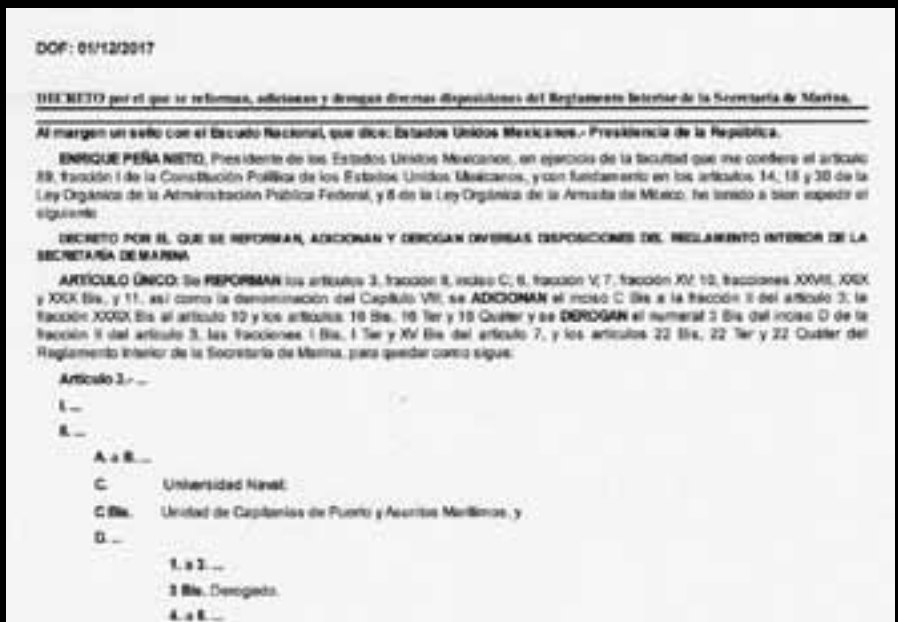 DOF: 01/12/2017
DECRETO por el que se reforman, adicionan y derogan diversas disposiciones del Reglamento Interior de la Secretaría de Marina.
Al margen un sello con el Escudo Nacional, que dice: Estados Unidos Mexicanos.- Presidencia de la República.
ENRIQUE PEÑA NIETO, Presidente de los Estados Unidos Mexicanos, en ejercicio de la facultad que me confiere el artículo
89, fracción I de la Constitución Política de los Estados Unidos Mexicanos, y con fundamento en los artículos 14, 18 y 30 de la
Ley Orgánica de la Administración Pública Federal, y 8 de la Ley Orgánica de la Armada de México, he tenido a bien expedir el
siguiente
DECRETO POR EL QUE SE REFORMAN, ADICIONAN Y DEROGAN DIVERSAS DISPOSICIONES DEL REGLAMENTO INTERIOR DE LA
SECRETARÍA DE MARINA
ARTÍCULO ÚNICO: Se REFORMAN los artículos 3, fracción II, inciso C; 6, fracción V; 7, fracción XV; 10, fracciones XXVIII, XXIX
y XXX Bis, y 11, así como la denominación del Capítulo VIII; se ADICIONAN el inciso C Bis a la fracción II del artículo 3; la
fracción XXXX Bis al artículo 10 y los artículos 16 Bis, 16 Ter y 16 Quáter y se DEROGAN el numeral 3 Bis del inciso D de la
fracción II del artículo 3, las fracciones I Bis, I Ter y XV Bis del artículo 7, y los artículos 22 Bis, 22 Ter y 22 Quáter del
Reglamento Interior de la Secretaría de Marina, para quedar como sigue:
Artículo 3.- ...
I. ...
II. ...
A. a B. ...
C. Universidad Naval;
C Bis. Unidad de Capitanías de Puerto y Asuntos Marítimos, y
D. ...
1. a 3. ...
3 Bis. Derogado.
4. a 6. ...